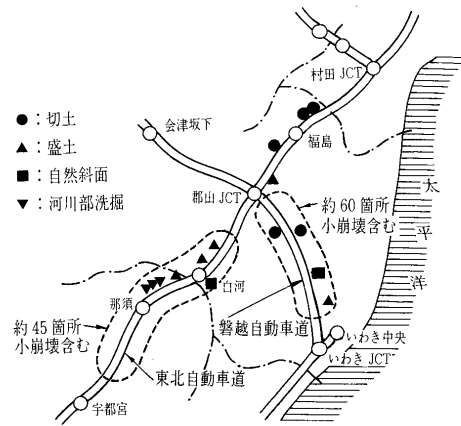 村田 JCT
●：切土
▲：盛土
■：自然斜面
▼：河川部洗掘
会津坂下
福島
郡山 JCT
約 60 箇所
小崩壊含む
太平洋
白河
那須
磐越自動車道
約 45 箇所
小崩壊含む
東北自動車道
いわき中央
いわき JCT
宇都宮